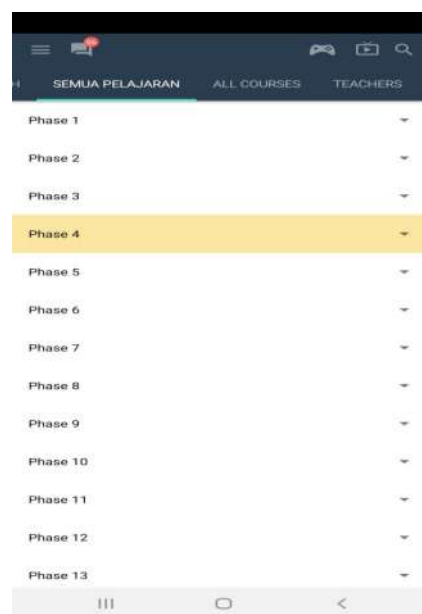 SEMUA PELAJARAN ALL COURSES TEACHERS
Phase 1
Phase 2
Phase 3
Phase 4
Phase 5
Phase 6
Phase 7
Phase 8
Phase 9
Phase 10
Phase 11
Phase 12
Phase 13